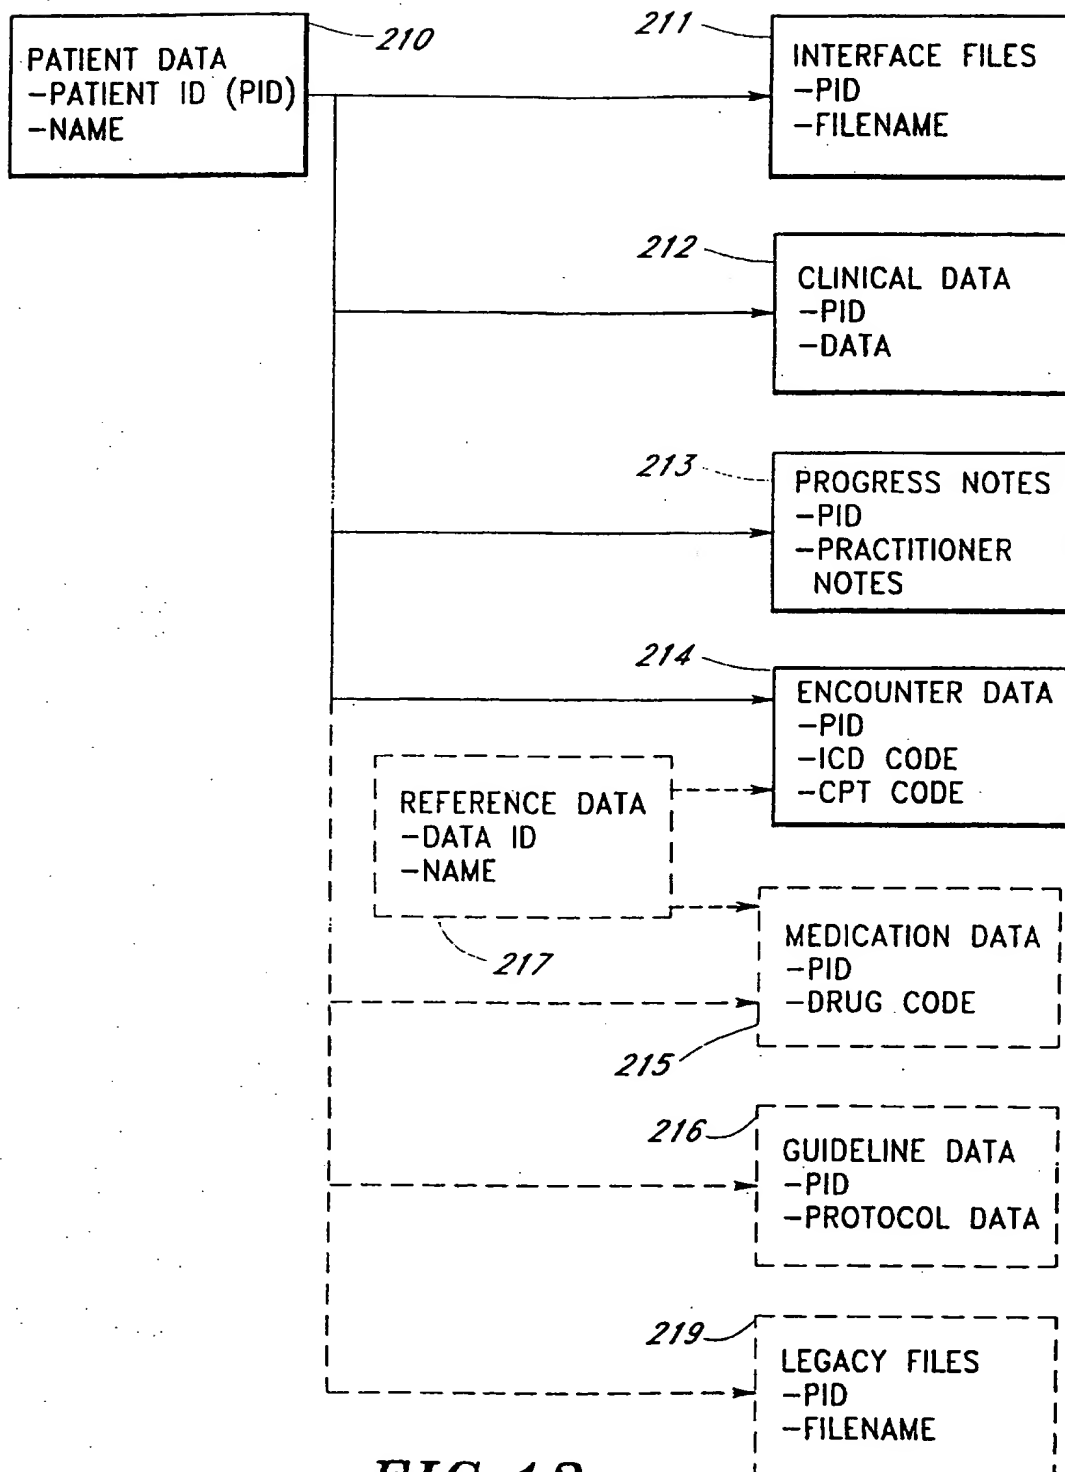 210
PATIENT DATA
-PATIENT ID (PID)
-NAME
211
INTERFACE FILES
-PID
-FILENAME
212
CLINICAL DATA
-PID
-DATA
213
PROGRESS NOTES
-PID
-PRACTITIONER
NOTES
214
ENCOUNTER DATA
-PID
-ICD CODE
-CPT CODE
REFERENCE DATA
-DATA ID
-NAME
217
MEDICATION DATA
-PID
-DRUG CODE
215
216
GUIDELINE DATA
-PID
-PROTOCOL DATA
219
LEGACY FILES
-PID
-FILENAME